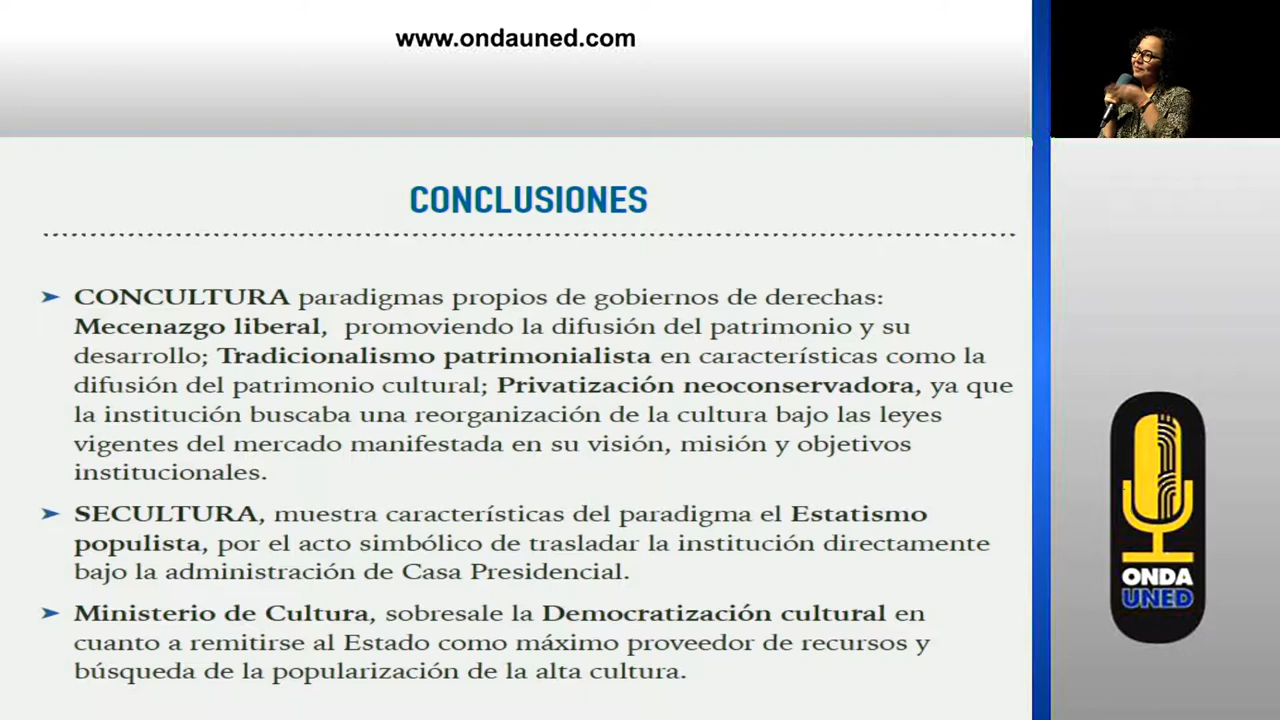 www.ondauned.com
CONCLUSIONES
➤ CONCULTURA paradigmas propios de gobiernos de derechas:
Mecenazgo liberal, promoviendo la difusión del patrimonio y su
desarrollo; Tradicionalismo patrimonialista en características como la
difusión del patrimonio cultural; Privatización neoconservadora, ya que
la institución buscaba una reorganización de la cultura bajo las leyes
vigentes del mercado manifestada en su visión, misión y objetivos
institucionales.
➤ SECULTURA, muestra características del paradigma el Estatismo
populista, por el acto simbólico de trasladar la institución directamente
bajo la administración de Casa Presidencial.
➤ Ministerio de Cultura, sobresale la Democratización cultural en
cuanto a remitirse al Estado como máximo proveedor de recursos y
búsqueda de la popularización de la alta cultura.
ONDA
UNED